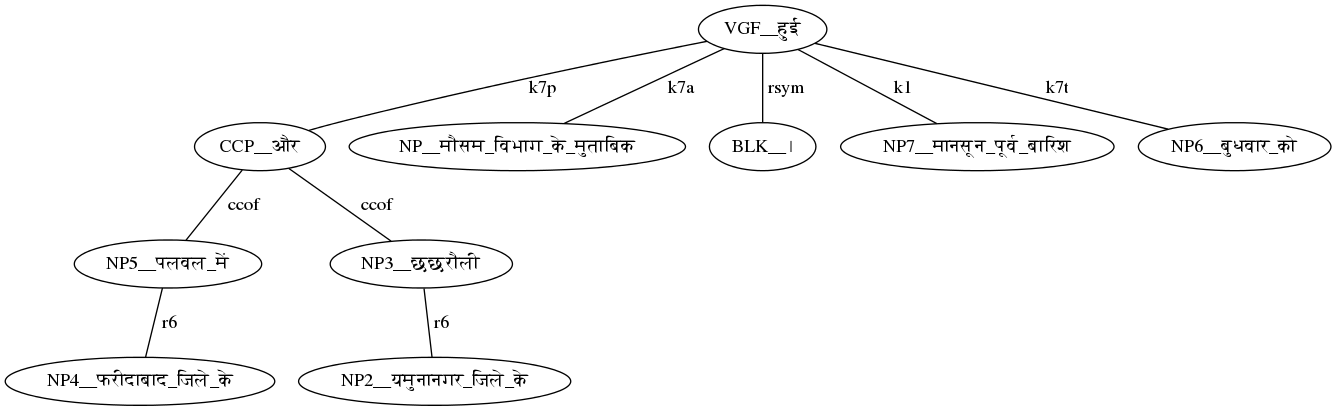 VGF__हुई
k7p k7a rsym k1 k7t
CCP__और NP__मौसम_विभाग_के_मुताबिक BLK__। NP7__मानसून_पूर्व_बारिश NP6__बुधवार_को
ccof ccof
NP5__पलवल_में NP3__छछरौली
r6 r6
NP4__फरीदाबाद_जिले_के NP2__यमुनानगर_जिले_के